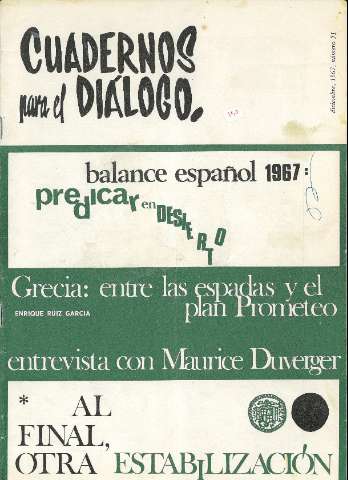 CUADERNOS
para el DIÁLOGO.
diciembre, 1967, número 51
balance español 1967:
predicar en DESIERTO
Grecia: entre las espadas y el
ENRIQUE RUIZ GARCIA
plan Prometeo
entrevista con Maurice Duverger
* AL
FINAL,
OTRA ESTABILIZACIÓN